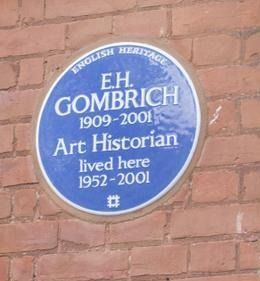 ENGLISH HERITAGE
E.H.
GOMBRICH
1909-2001
Art Historian
lived here
1952-2001